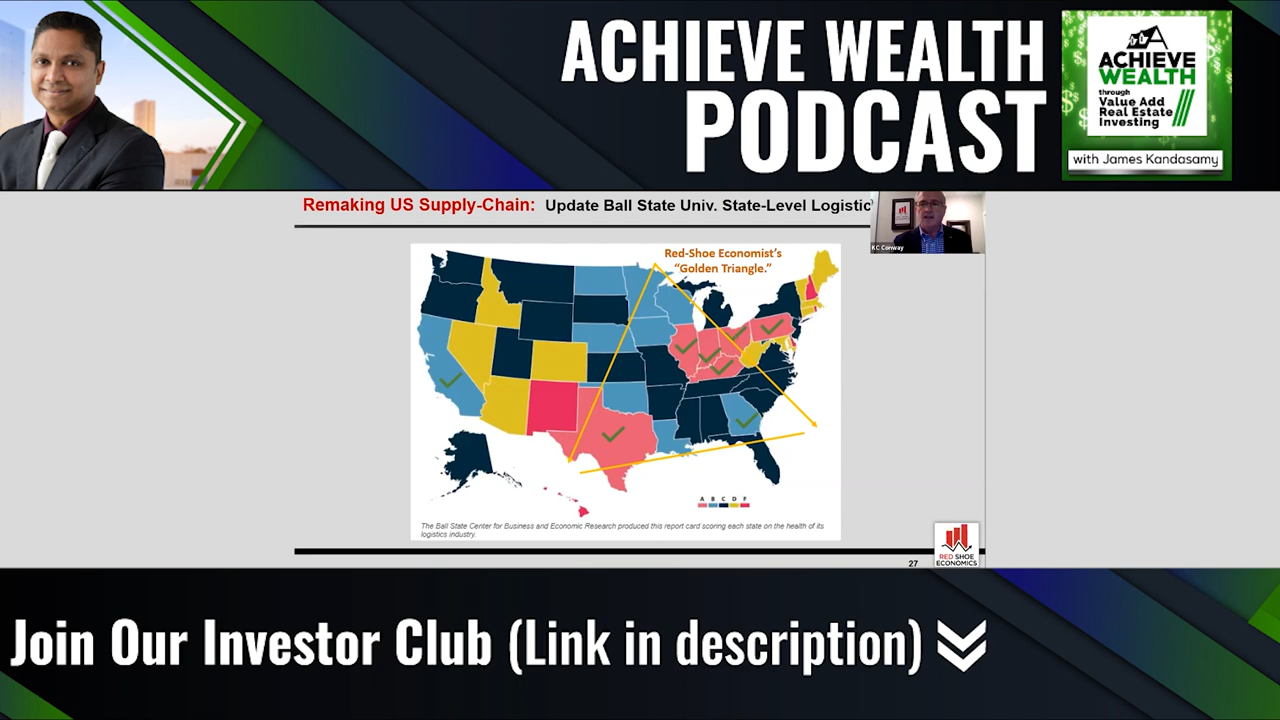 ACHIEVE WEALTH
PODCAST
ACHIEVE
WEALTH
through
Value Add
Real Estate
Investing
with James Kandasamy
Remaking US Supply-Chain: Update Ball State Univ. State-Level Logistic
KC Conway
Red-Shoe Economist's
"Golden Triangle."
A B C D F
The Ball State Center for Business and Economic Research produced this report card scoring each state on the health of its
logistics industry.
27
RED SHOE
ECONOMICS
Join Our Investor Club (Link in description)